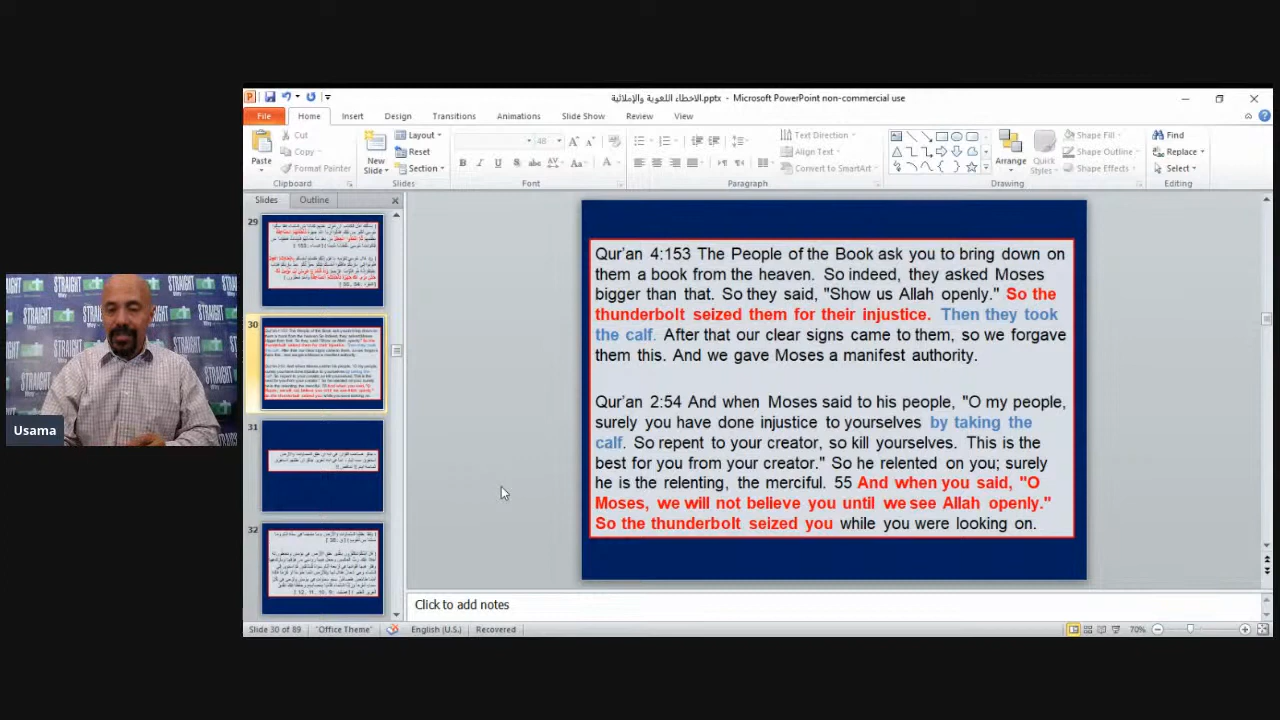 الاخطاء اللغوية والإملائية.pptx - Microsoft PowerPoint non-commercial use
File Home Insert Design Transitions Animations Slide Show Review View
Paste
Cut
Copy
Format Painter
Clipboard
New Slide
Layout
Reset
Section
Slides
48
Font
Text Direction
Align Text
Convert to SmartArt
Paragraph
Arrange
Quick Styles
Shape Fill
Shape Outline
Shape Effects
Drawing
Find
Replace
Select
Editing
Slides Outline
29
30
31
32
STRAIGHT
Way
Usama
Qur'an 4:153 The People of the Book ask you to bring down on
them a book from the heaven. So indeed, they asked Moses
bigger than that. So they said, "Show us Allah openly." So the
thunderbolt seized them for their injustice. Then they took
the calf. After that what signs came to them, so we forgave
them this. And we gave Moses a manifest authority.
Qur'an 2:54 And when Moses said to his people, "O my people,
surely you have done injustice to yourselves by taking the
calf. So repent to your creator, so kill yourselves. This is the
best for you from your creator." So he relented on you; surely
he is the relenting, the merciful. 55 And when you said, "O
Moses, we will not believe you until we see Allah openly."
So the thunderbolt seized you while you were looking on.
Click to add notes
Slide 30 of 89 "Office Theme" English (U.S.) Recovered 70%